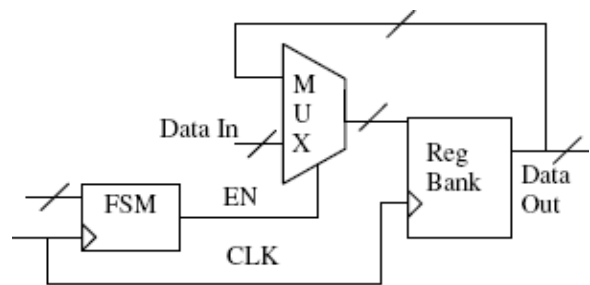 M
U
X
Data In
Reg
Bank
Data
Out
FSM
EN
CLK